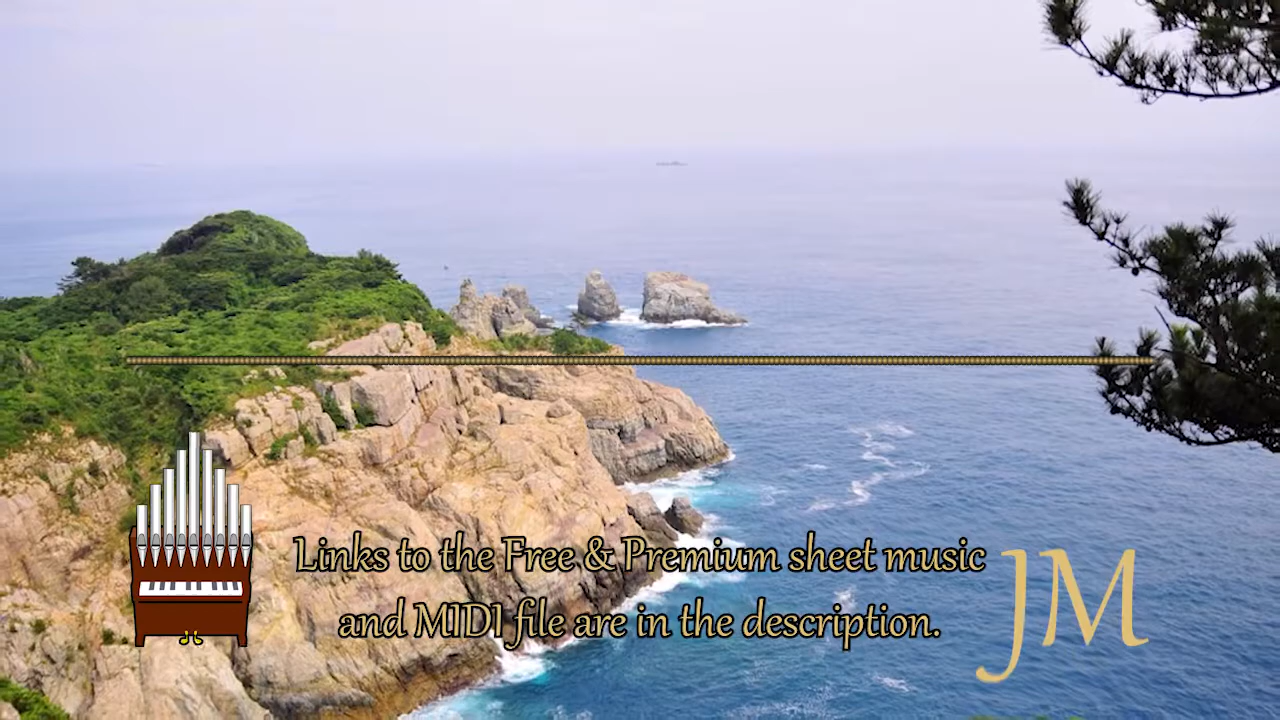 Links to the Free & Premium sheet music
and MIDI file are in the description.
JM